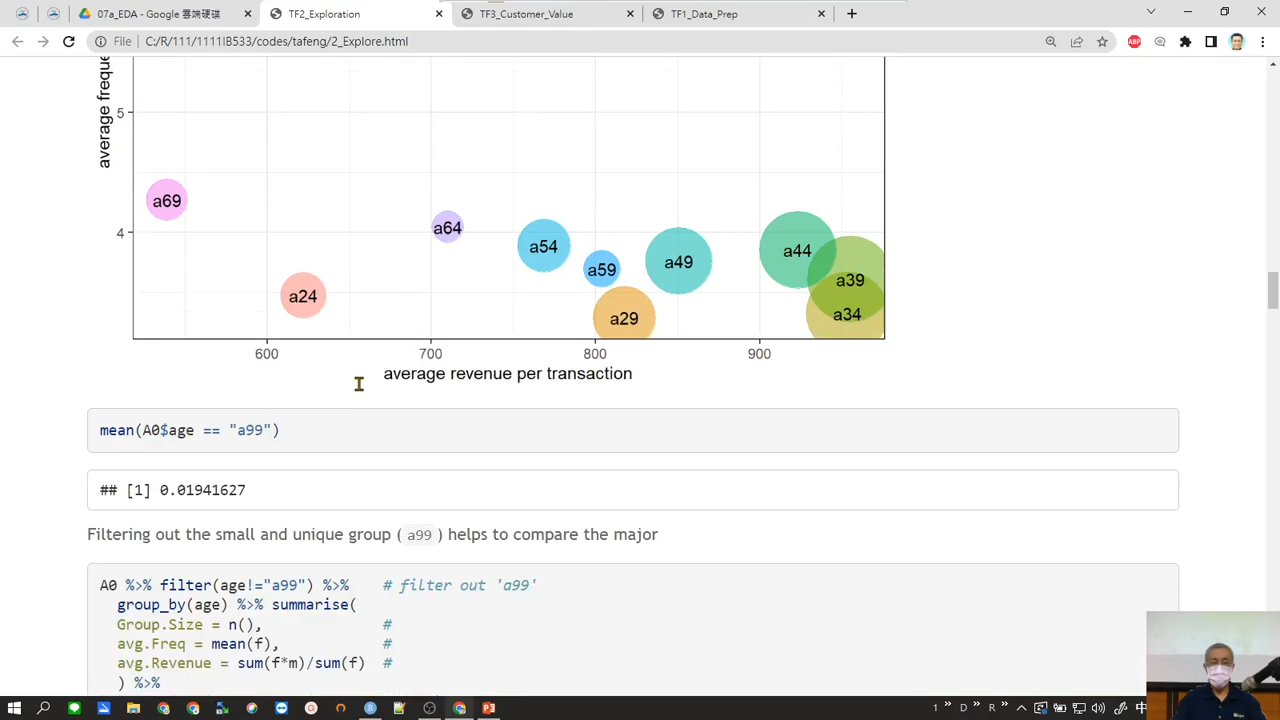 07a_EDA - Google 雲端硬碟
TF2_Exploration
TF3_Customer_Value
TF1_Data_Prep
File
C:/R/111/1111IB533/codes/tafeng/2_Explore.html
ABP
average freque
5
4
a69
a64
a54
a59
a49
a44
a39
a34
a24
a29
600
700
800
900
average revenue per transaction
mean(A0$age == "a99")
## [1] 0.01941627
Filtering out the small and unique group ( a99 ) helps to compare the major
A0 %>% filter(age!="a99") %>% # filter out 'a99'
group_by(age) %>% summarise(
Group.Size = n(), #
avg.Freq = mean(f), #
avg.Revenue = sum(f*m)/sum(f) #
) %>%
1 » D » R » 中